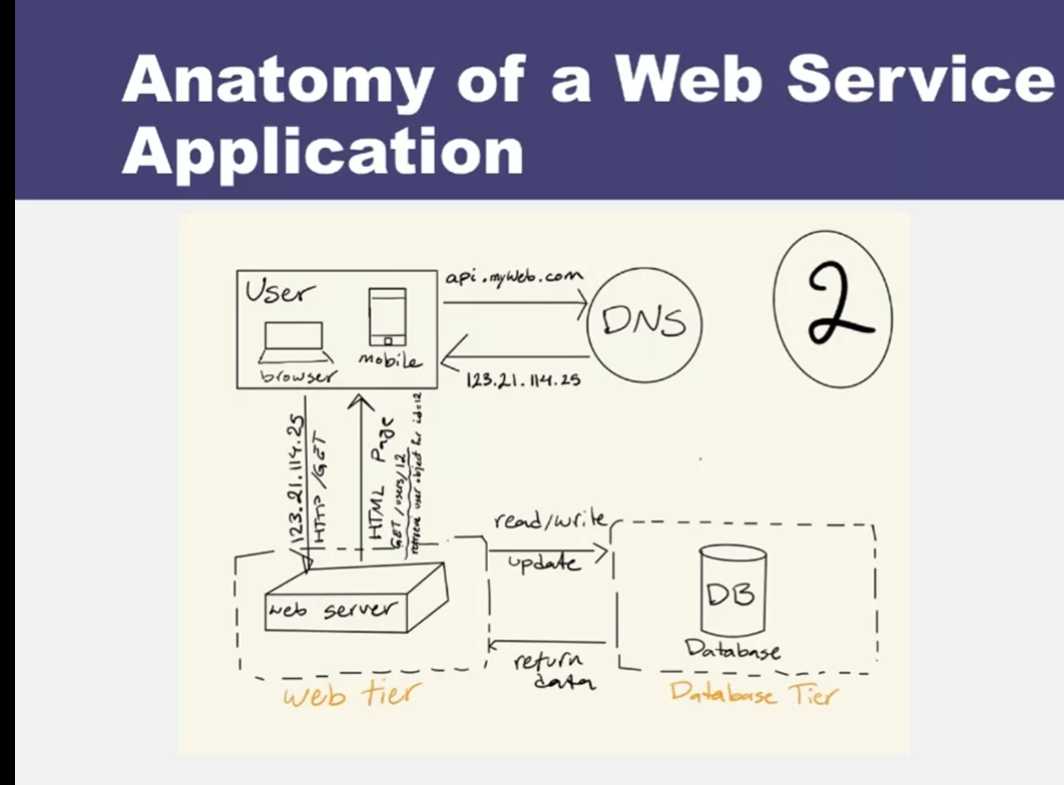 Anatomy of a Web Service
Application
User
browser
mobile
api.myWeb.com
DNS
123.21.114.25
2
123.21.114.25
HTTP/GET
HTML Page
GET /users/12
retrieve user object for id=12
web server
web tier
read/write
update
return
data
DB
Database
Database Tier